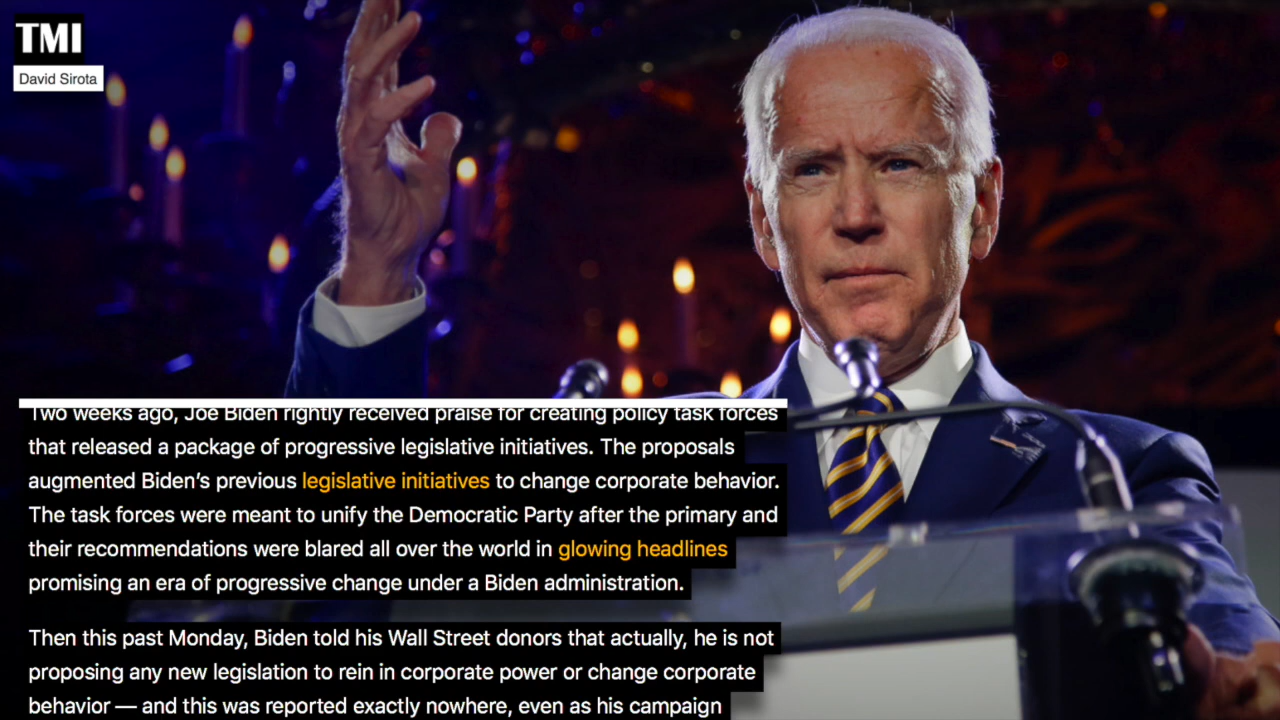 TMI
David Sirota
Two weeks ago, Joe Biden rightly received praise for creating policy task forces
that released a package of progressive legislative initiatives. The proposals
augmented Biden’s previous legislative initiatives to change corporate behavior.
The task forces were meant to unify the Democratic Party after the primary and
their recommendations were blared all over the world in glowing headlines
promising an era of progressive change under a Biden administration.
Then this past Monday, Biden told his Wall Street donors that actually, he is not
proposing any new legislation to rein in corporate power or change corporate
behavior — and this was reported exactly nowhere, even as his campaign